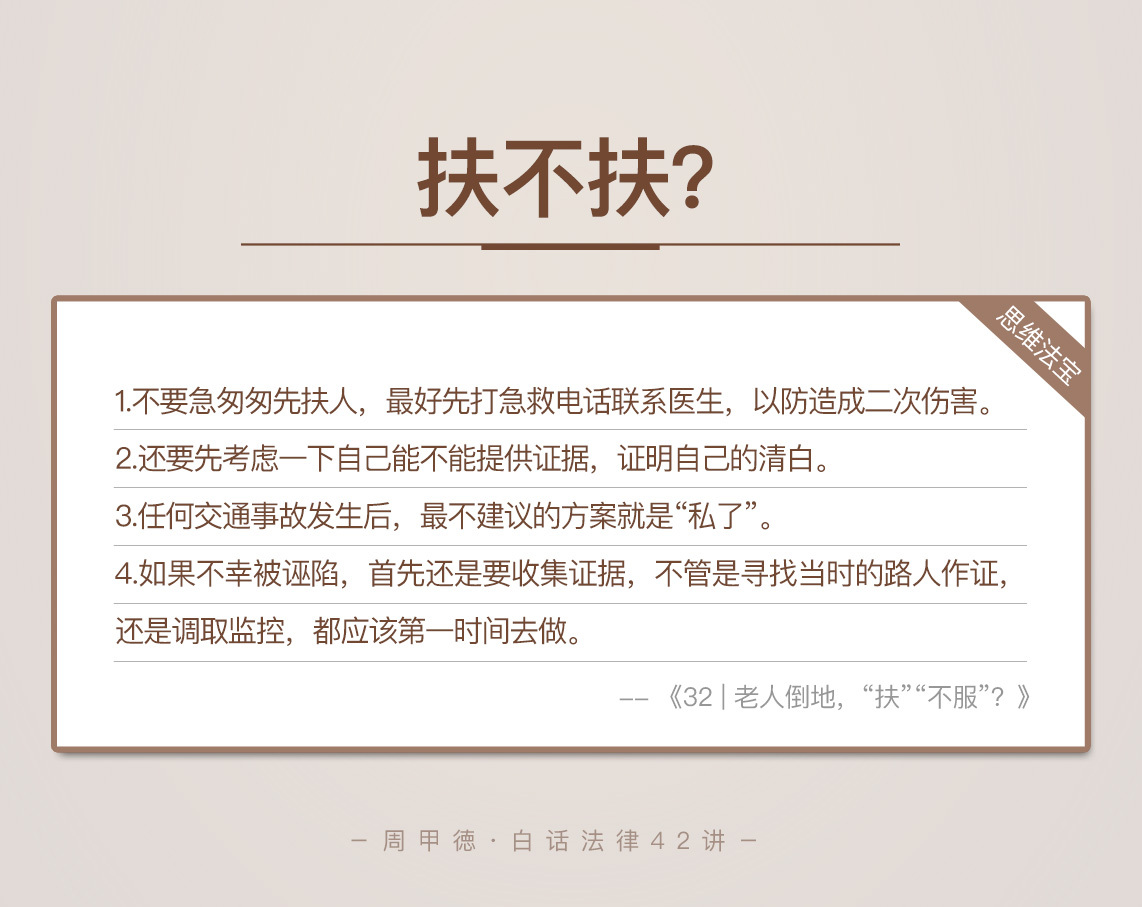 扶不扶？
思维法宝
1.不要急匆匆先扶人，最好先打急救电话联系医生，以防造成二次伤害。
2.还要先考虑一下自己能不能提供证据，证明自己的清白。
3.任何交通事故发生后，最不建议的方案就是“私了”。
4.如果不幸被诬陷，首先还是要收集证据，不管是寻找当时的路人作证，
还是调取监控，都应该第一时间去做。
-- 《32 | 老人倒地，“扶”“不服”？》
– 周甲徳·白话法律42讲 –